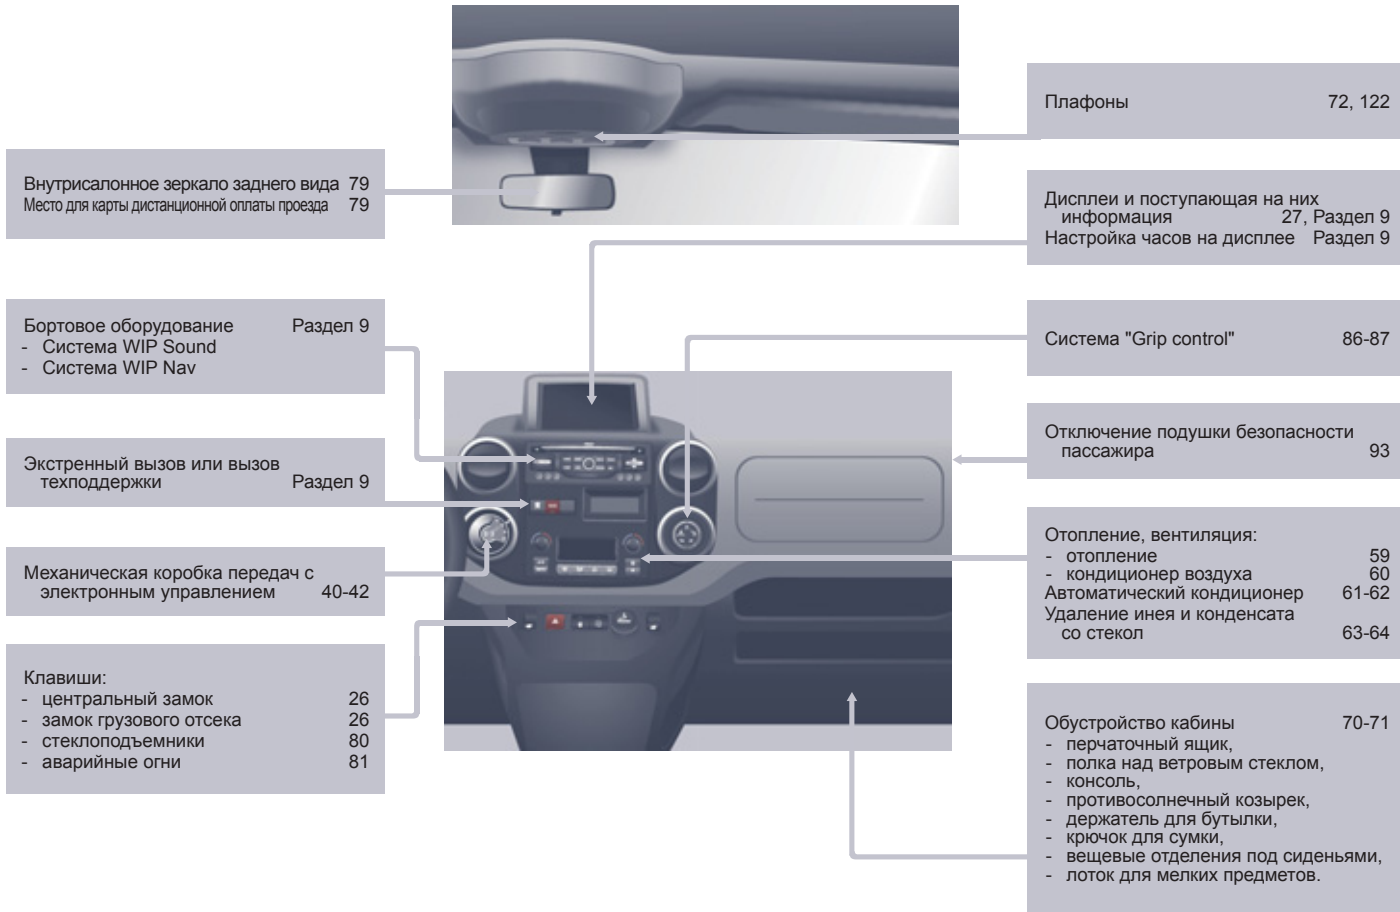 Внутрисалонное зеркало заднего вида 79
Место для карты дистанционной оплаты проезда 79
Бортовое оборудование Раздел 9
- Система WIP Sound
- Система WIP Nav
Экстренный вызов или вызов
техподдержки Раздел 9
Механическая коробка передач с
электронным управлением 40-42
Клавиши:
- центральный замок 26
- замок грузового отсека 26
- стеклоподъемники 80
- аварийные огни 81
Плафоны 72, 122
Дисплеи и поступающая на них
информация 27, Раздел 9
Настройка часов на дисплее Раздел 9
Система "Grip control" 86-87
Отключение подушки безопасности
пассажира 93
Отопление, вентиляция:
- отопление 59
- кондиционер воздуха 60
Автоматический кондиционер 61-62
Удаление инея и конденсата
со стекол 63-64
Обустройство кабины 70-71
- перчаточный ящик,
- полка над ветровым стеклом,
- консоль,
- противосолнечный козырек,
- держатель для бутылки,
- крючок для сумки,
- вещевые отделения под сиденьями,
- лоток для мелких предметов.